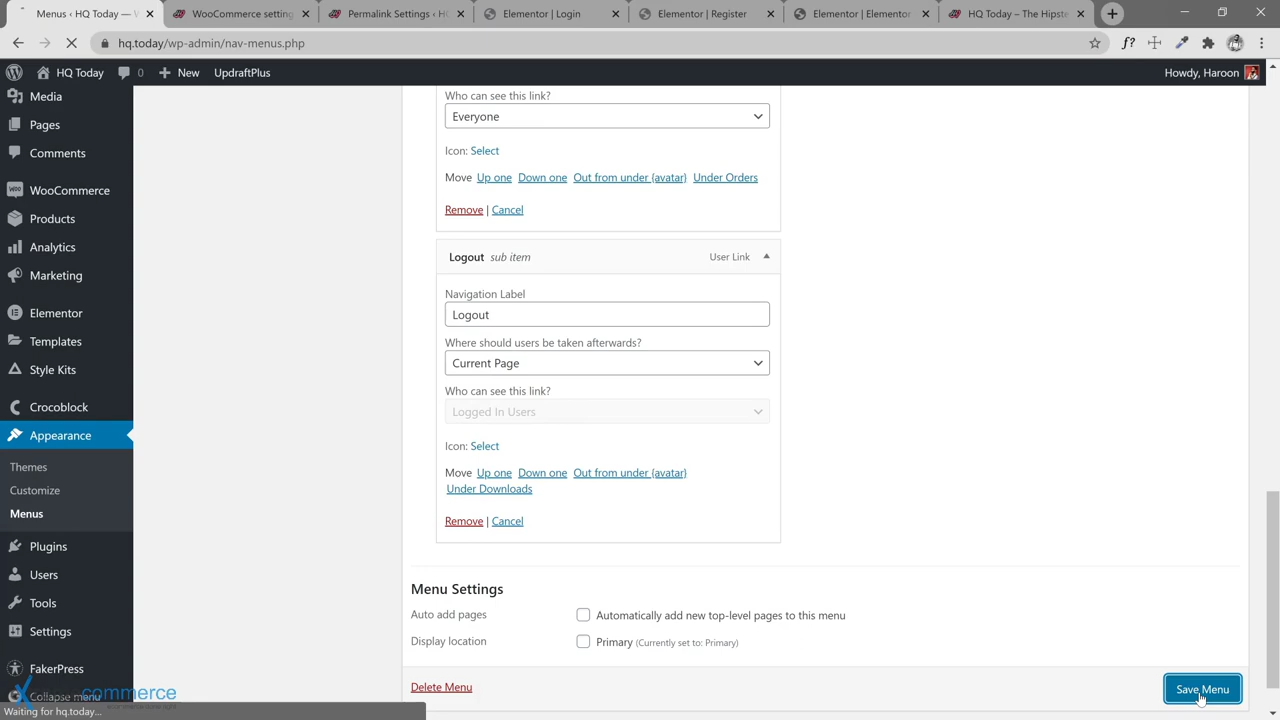 Menus
WooCommerce setting
Permalink Settings ‹ H
Elementor | Login
Elementor | Register
Elementor | Elementor
HQ Today – The Hipste
hq.today/wp-admin/nav-menus.php
f?
HQ Today
0
New
UpdraftPlus
Howdy, Haroon
Media
Pages
Comments
WooCommerce
Products
Analytics
Marketing
Elementor
Templates
Style Kits
Crocoblock
Appearance
Themes
Customize
Menus
Plugins
Users
Tools
Settings
FakerPress
Collapse menu
commerce
Waiting for hq.today...
Who can see this link?
Everyone
Icon: Select
Move Up one Down one Out from under {avatar} Under Orders
Remove | Cancel
Logout sub item User Link
Navigation Label
Logout
Where should users be taken afterwards?
Current Page
Who can see this link?
Logged In Users
Icon: Select
Move Up one Down one Out from under {avatar}
Under Downloads
Remove | Cancel
Menu Settings
Auto add pages
Automatically add new top-level pages to this menu
Display location
Primary (Currently set to: Primary)
Delete Menu
Save Menu